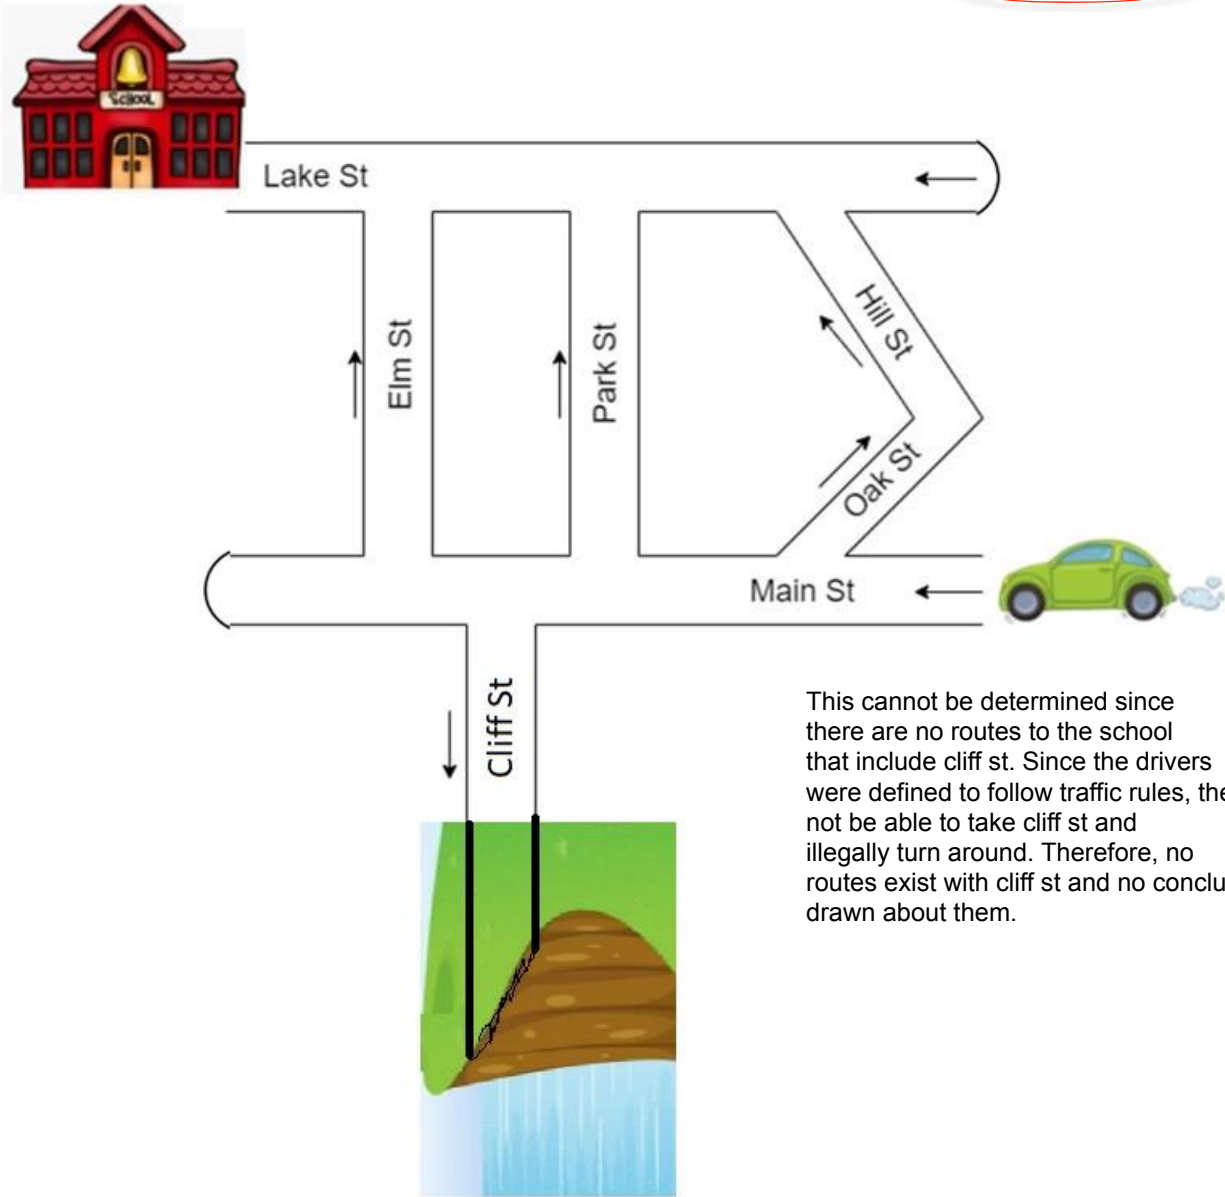 SCHOOL
Lake St
Hill St
Elm St
Park St
Oak St
Main St
Cliff St
This cannot be determined since
there are no routes to the school
that include cliff st. Since the drivers
were defined to follow traffic rules,
not be able to take cliff st and
illegally turn around. Therefore, no
routes exist with cliff st and no
drawn about them.